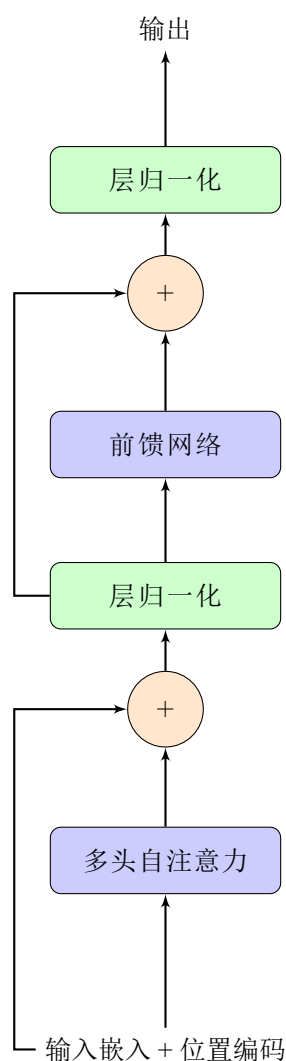 输出
层归一化
+
前馈网络
层归一化
+
多头自注意力
输入嵌入 + 位置编码